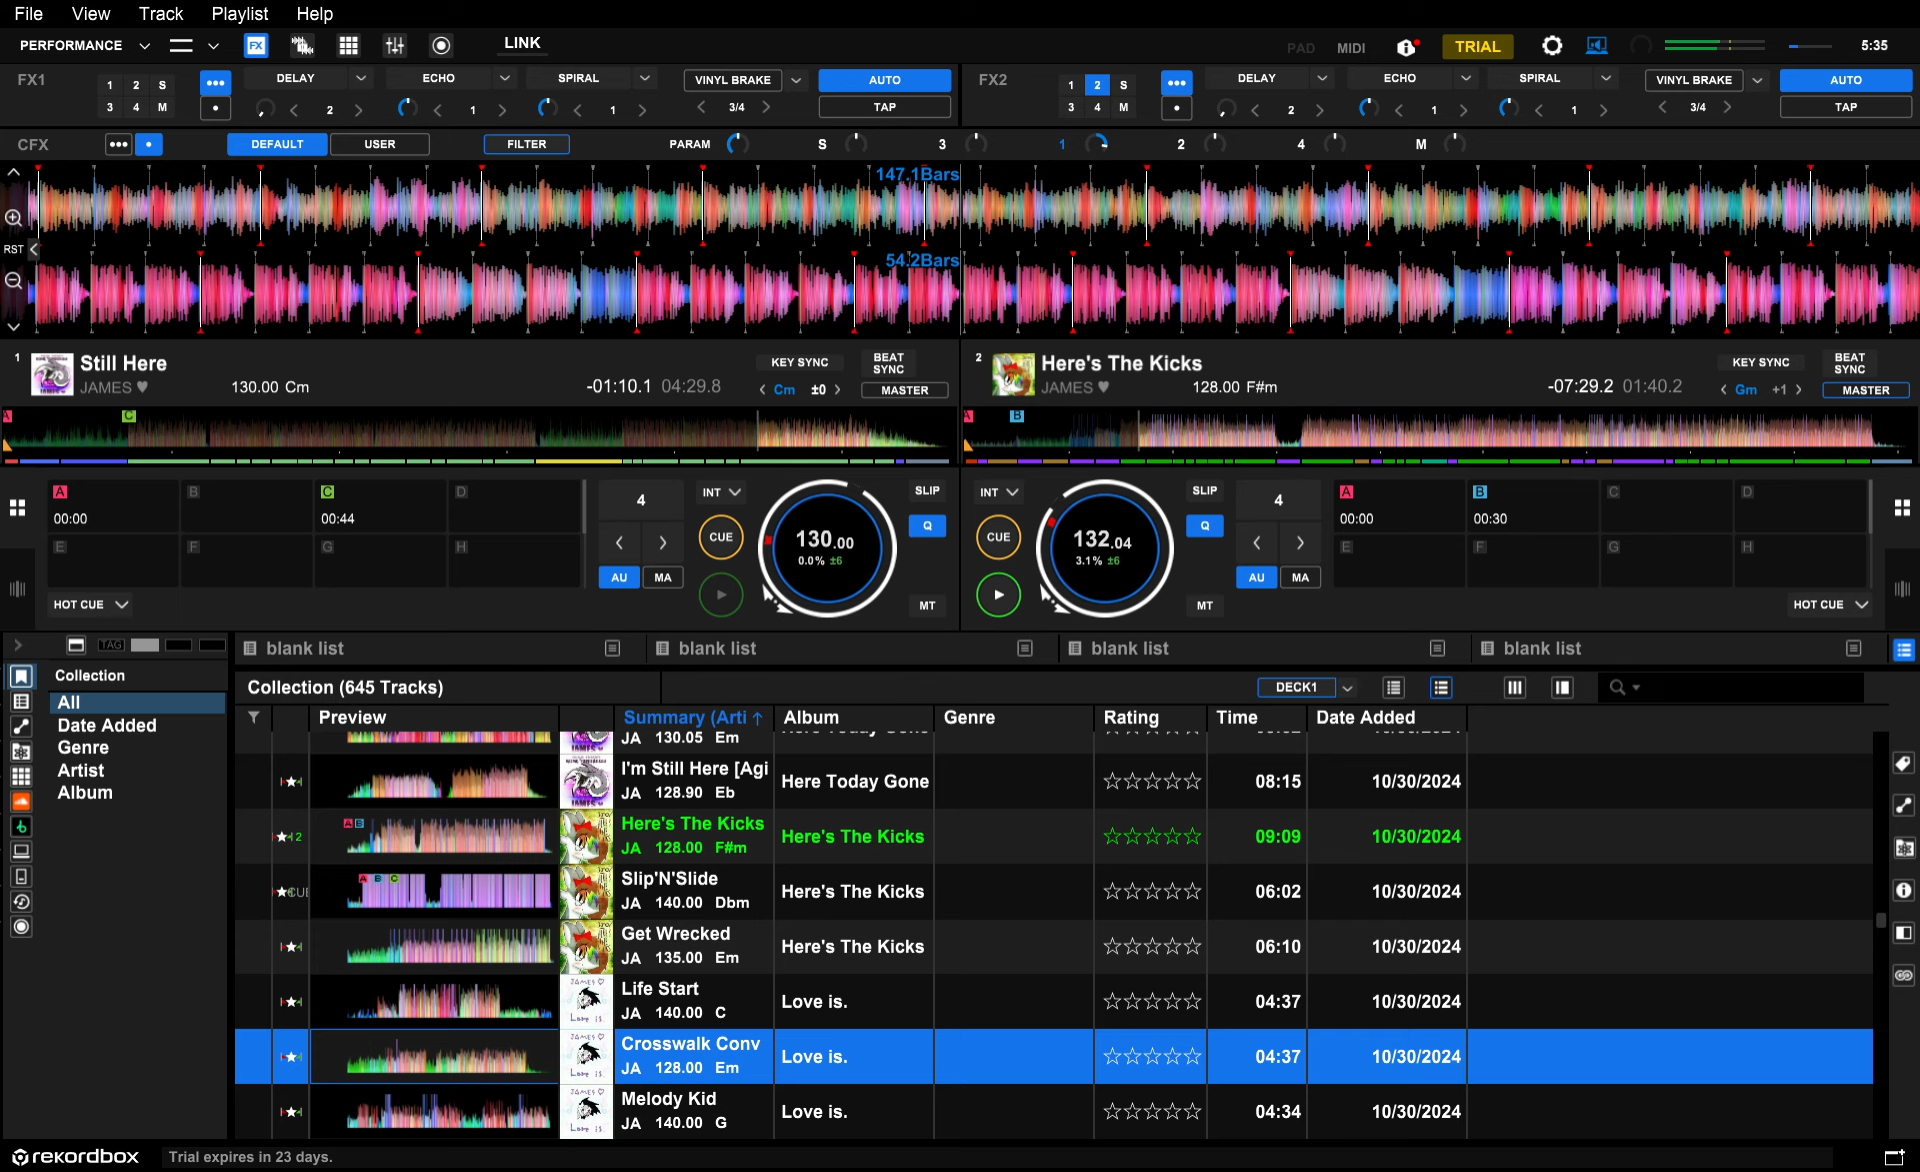 File View Track Playlist Help
PERFORMANCE FX LINK PAD MIDI TRIAL 5:35
FX1 1 2 S DELAY ECHO SPIRAL VINYL BRAKE AUTO FX2 1 2 S DELAY ECHO SPIRAL VINYL BRAKE AUTO
3 4 M 2 1 1 3/4 TAP 3 4 M 2 1 1 3/4 TAP
CFX DEFAULT USER FILTER PARAM S 3 1 2 4 M
147.1Bars
RST
54.2Bars
1 Still Here KEY SYNC BEAT SYNC
JAMES ♥ 130.00 Cm -01:10.1 04:29.8 Cm ±0 MASTER
2 Here's The Kicks KEY SYNC BEAT SYNC
JAMES ♥ 128.00 F#m -07:29.2 01:40.2 Gm +1 MASTER
A C A B
A B C D 4 INT SLIP INT SLIP 4 A B C D
00:00 00:44 CUE 130.00 Q CUE 132.04 Q 00:00 00:30
E F G H 0.0% ±6 3.1% ±6 E F G H
AU MA AU MA
HOT CUE MT MT HOT CUE
TAG blank list blank list blank list blank list
Collection
Collection (645 Tracks) DECK1
All
Date Added
Genre
Artist
Album
Preview Summary (Arti ↑ Album Genre Rating Time Date Added
JA 130.05 Em
I'm Still Here [Agi Here Today Gone ☆☆☆☆☆ 08:15 10/30/2024
JA 128.90 Eb
2 A B Here's The Kicks Here's The Kicks ☆☆☆☆☆ 09:09 10/30/2024
JA 128.00 F#m
A B C Slip'N'Slide Here's The Kicks ☆☆☆☆☆ 06:02 10/30/2024
JA 140.00 Dbm
Get Wrecked Here's The Kicks ☆☆☆☆☆ 06:10 10/30/2024
JA 135.00 Em
Life Start Love is. ☆☆☆☆☆ 04:37 10/30/2024
JA 140.00 C
Crosswalk Conv Love is. ☆☆☆☆☆ 04:37 10/30/2024
JA 128.00 Em
Melody Kid Love is. ☆☆☆☆☆ 04:34 10/30/2024
JA 140.00 G
rekordbox Trial expires in 23 days.